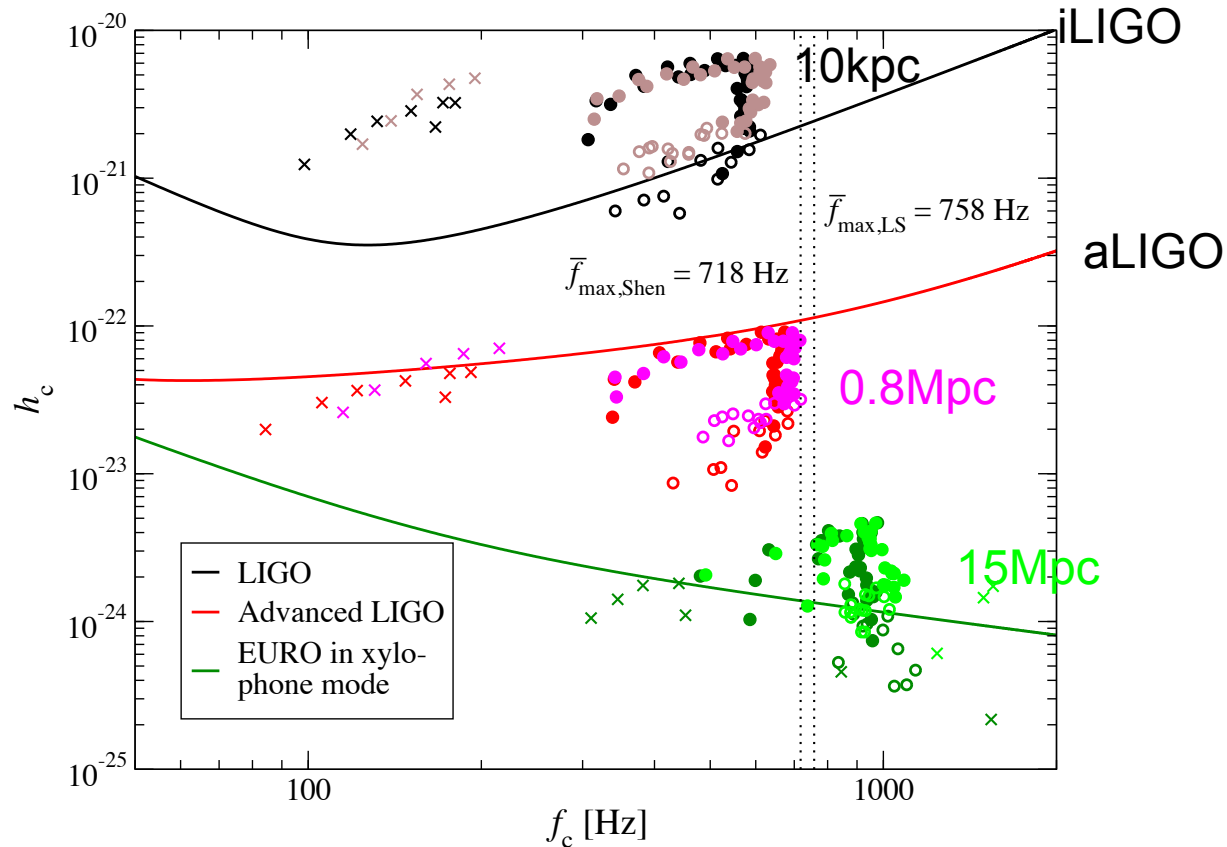 iLIGO
10⁻²⁰
10kpc
10⁻²¹
f̅max,LS = 758 Hz
aLIGO
f̅max,Shen = 718 Hz
10⁻²²
hc
0.8Mpc
10⁻²³
LIGO
15Mpc
Advanced LIGO
10⁻²⁴
EURO in xylo-
phone mode
10⁻²⁵
100
1000
fc [Hz]